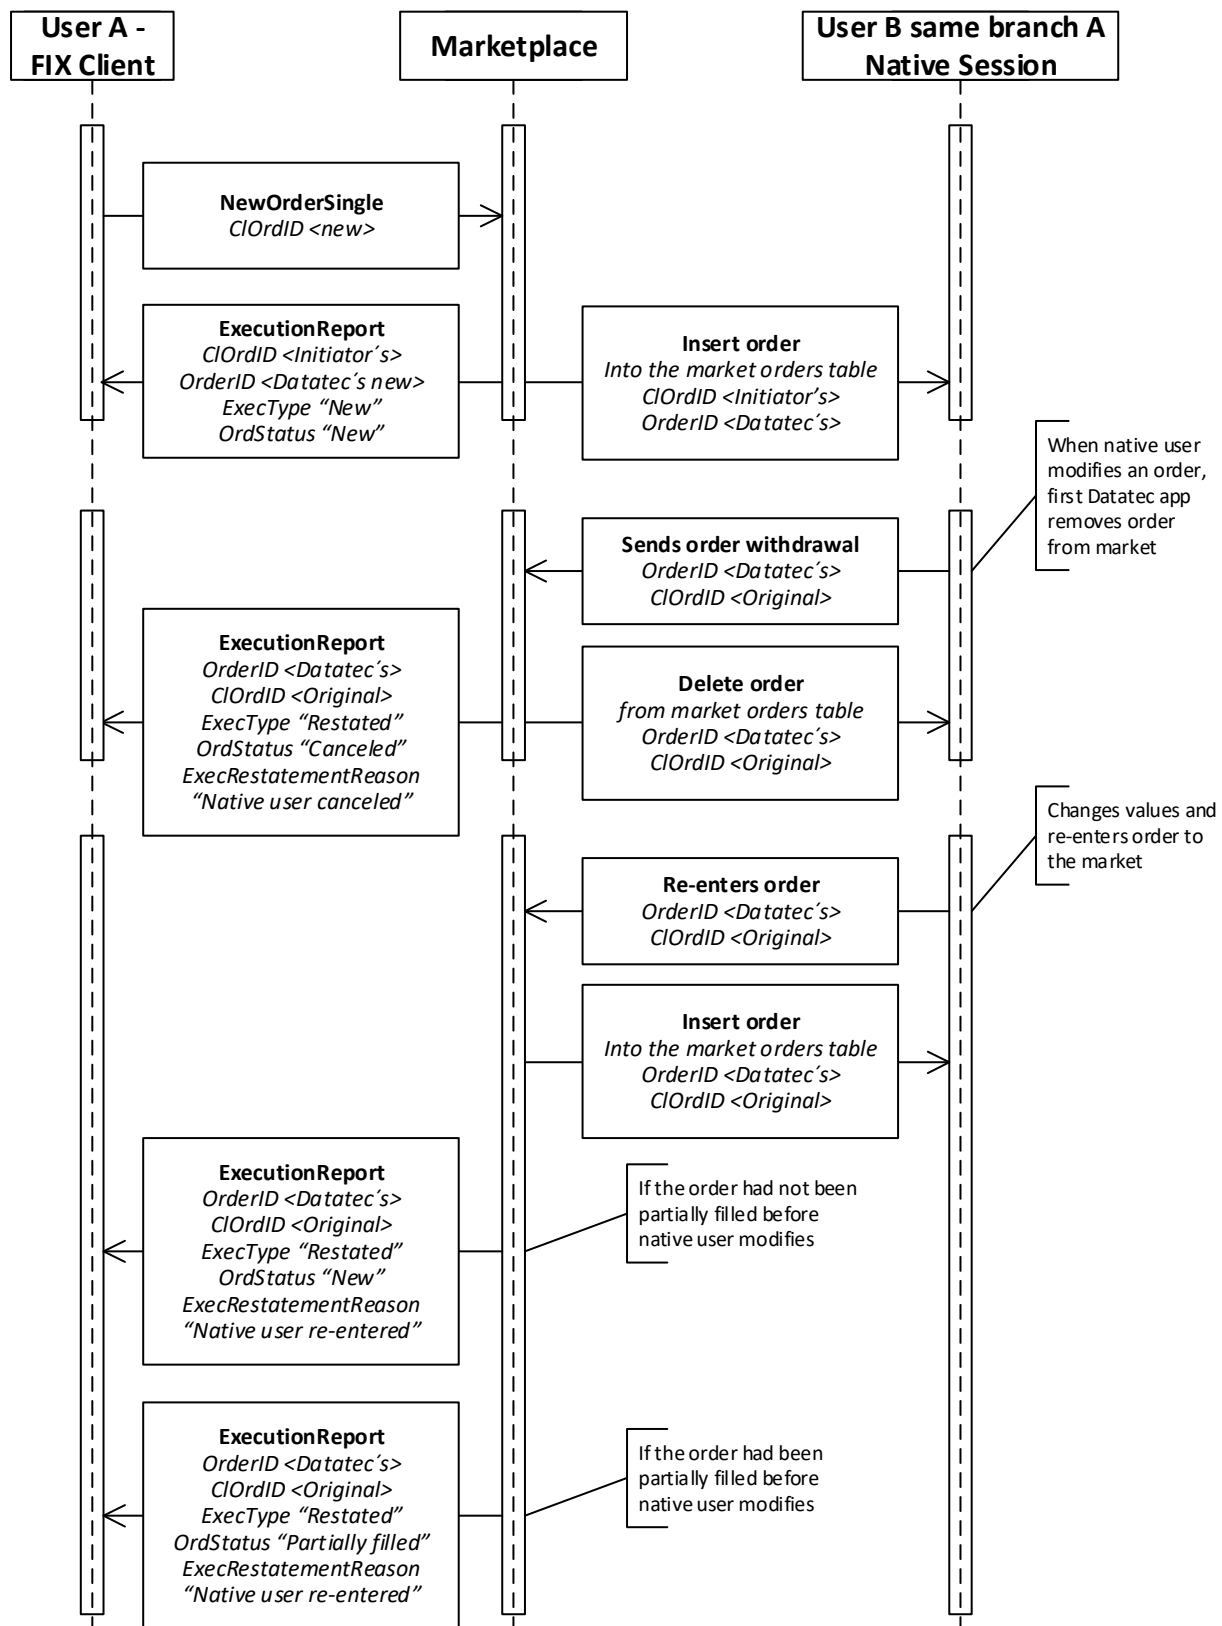 User A -
FIX Client
Marketplace
User B same branch A
Native Session
NewOrderSingle
ClOrdID <new>
ExecutionReport
ClOrdID <Initiator´s>
OrderID <Datatec´s new>
ExecType “New”
OrdStatus “New”
Insert order
Into the market orders table
ClOrdID <Initiator’s>
OrderID <Datatec´s>
When native user
modifies an order,
first Datatec app
removes order
from market
Sends order withdrawal
OrderID <Datatec´s>
ClOrdID <Original>
ExecutionReport
OrderID <Datatec´s>
ClOrdID <Original>
ExecType “Restated”
OrdStatus “Canceled”
ExecRestatementReason
“Native user canceled”
Delete order
from market orders table
OrderID <Datatec´s>
ClOrdID <Original>
Changes values and
re-enters order to
the market
Re-enters order
OrderID <Datatec´s>
ClOrdID <Original>
Insert order
Into the market orders table
OrderID <Datatec´s>
ClOrdID <Original>
ExecutionReport
OrderID <Datatec´s>
ClOrdID <Original>
ExecType “Restated”
OrdStatus “New”
ExecRestatementReason
“Native user re-entered”
If the order had not been
partially filled before
native user modifies
ExecutionReport
OrderID <Datatec´s>
ClOrdID <Original>
ExecType “Restated”
OrdStatus “Partially filled”
ExecRestatementReason
“Native user re-entered”
If the order had been
partially filled before
native user modifies